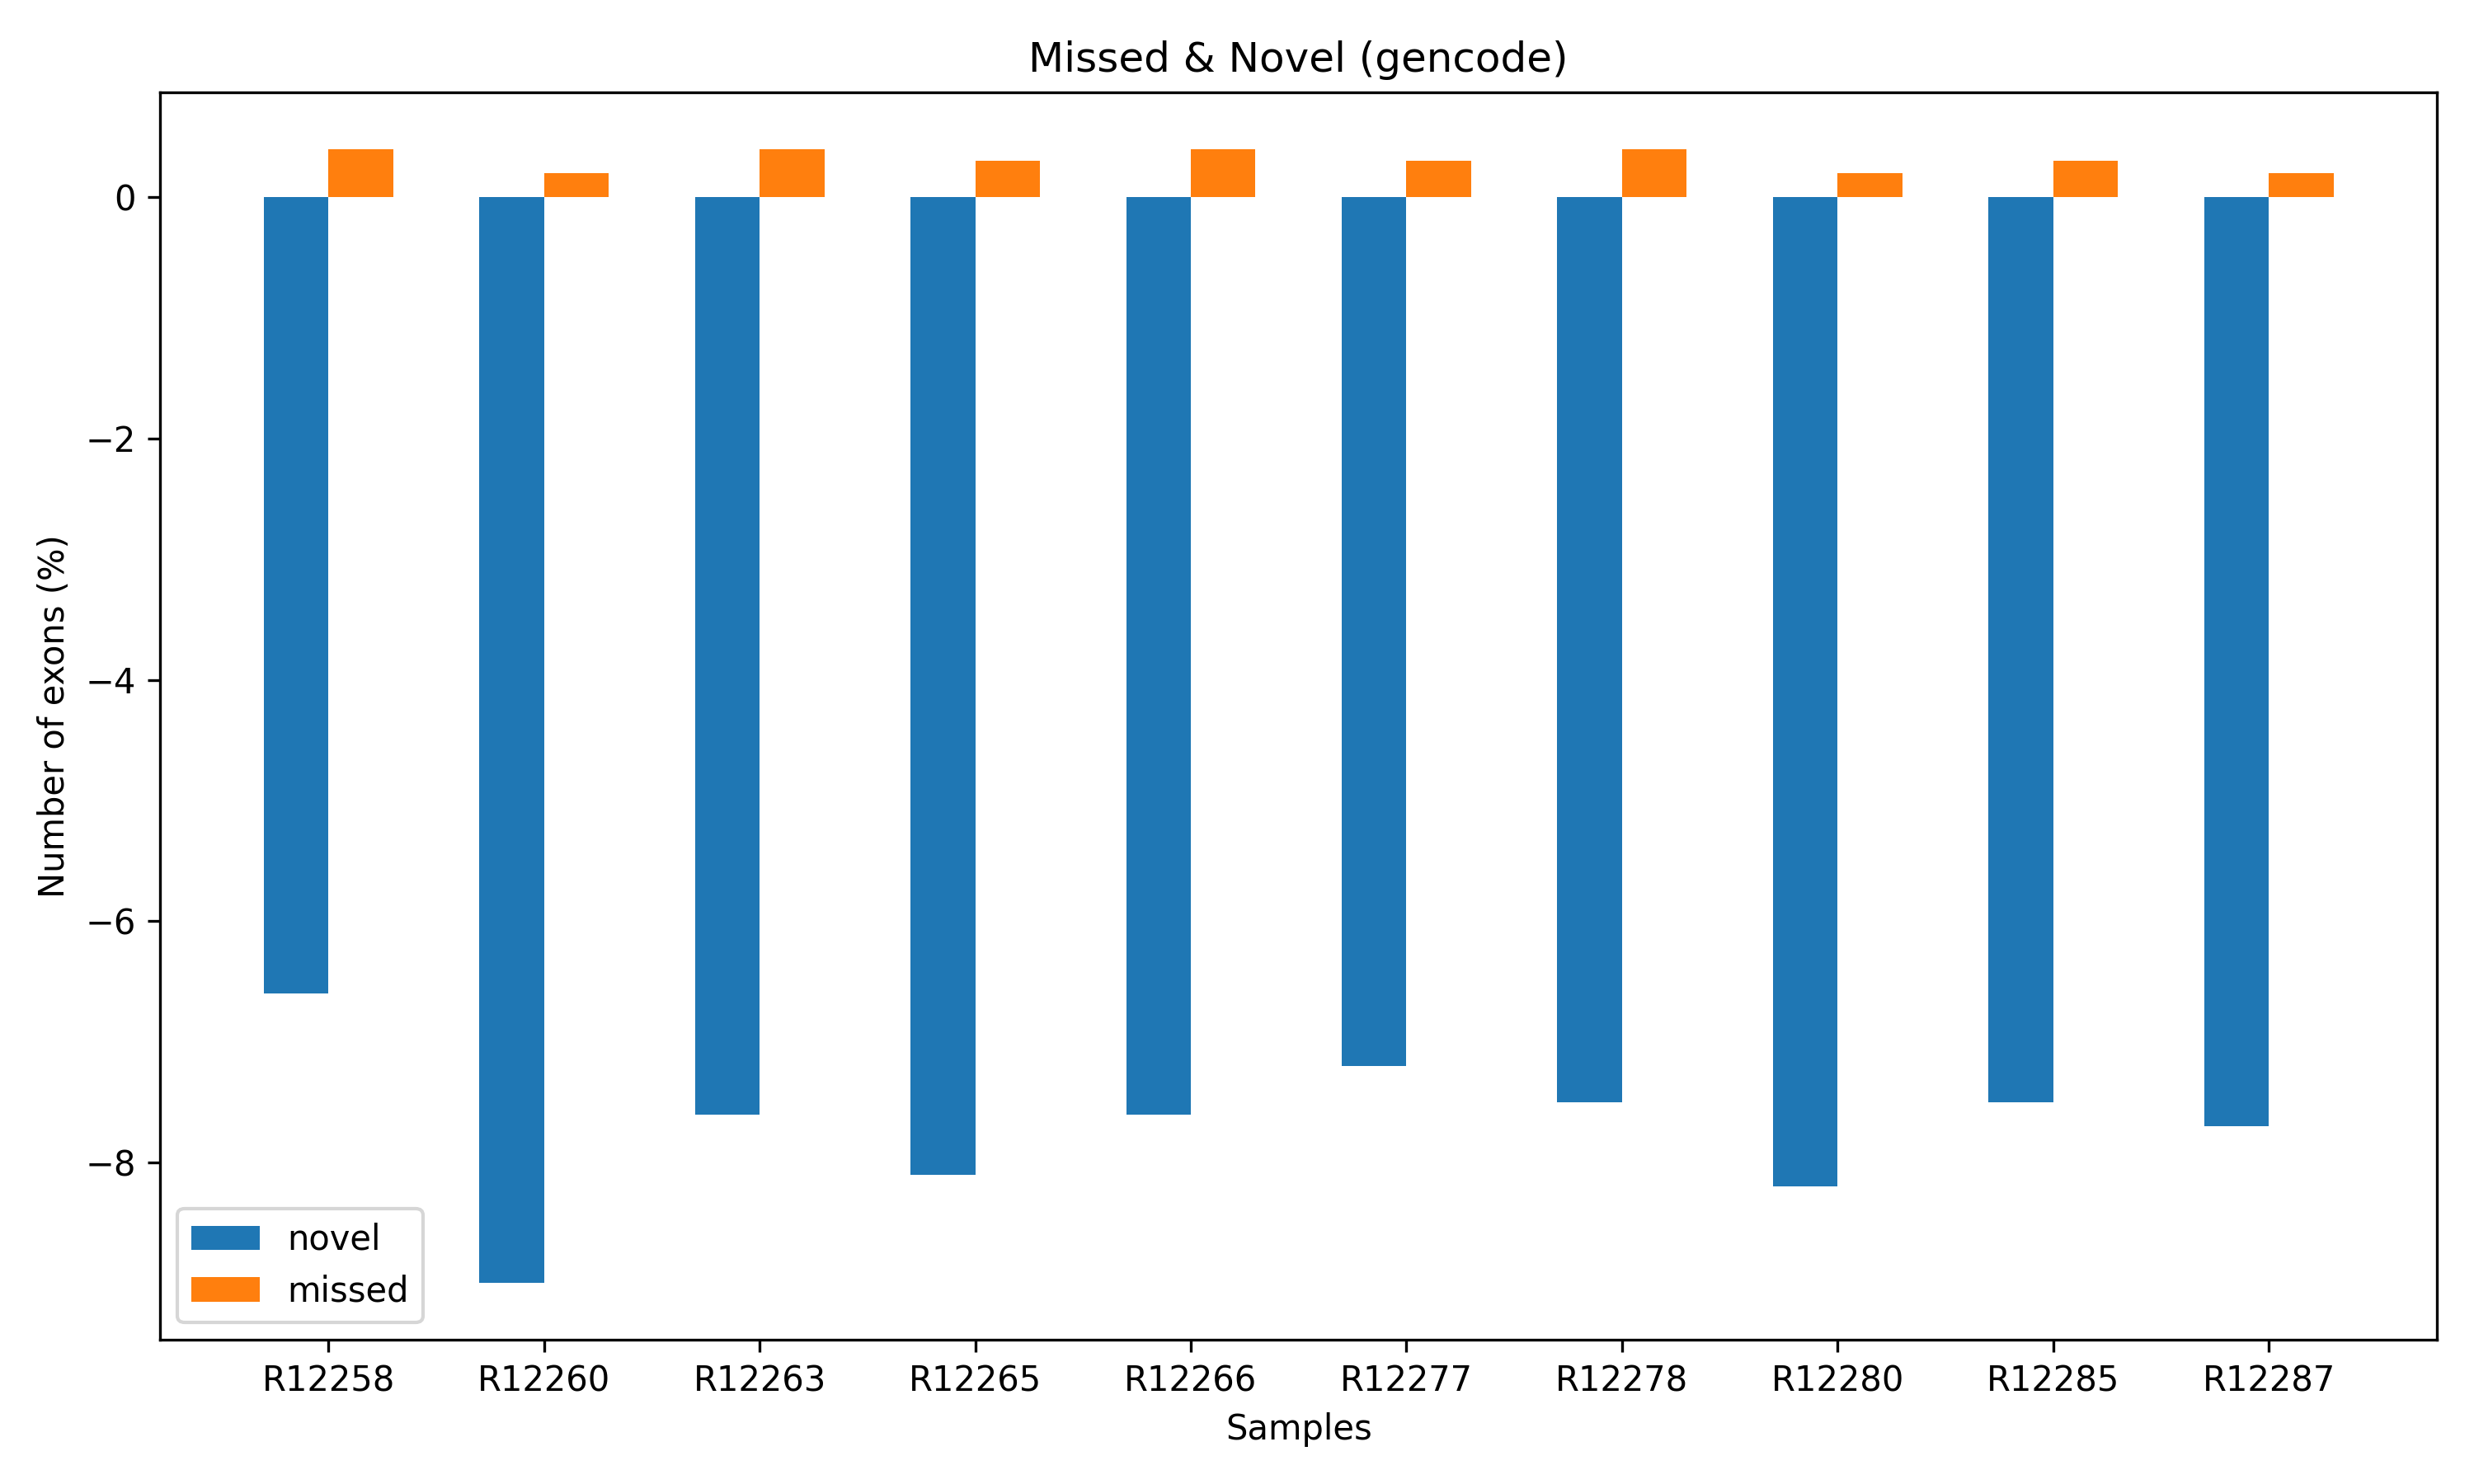 Missed & Novel (gencode)
Number of exons (%)
0
−2
−4
−6
−8
novel
missed
R12258 R12260 R12263 R12265 R12266 R12277 R12278 R12280 R12285 R12287
Samples